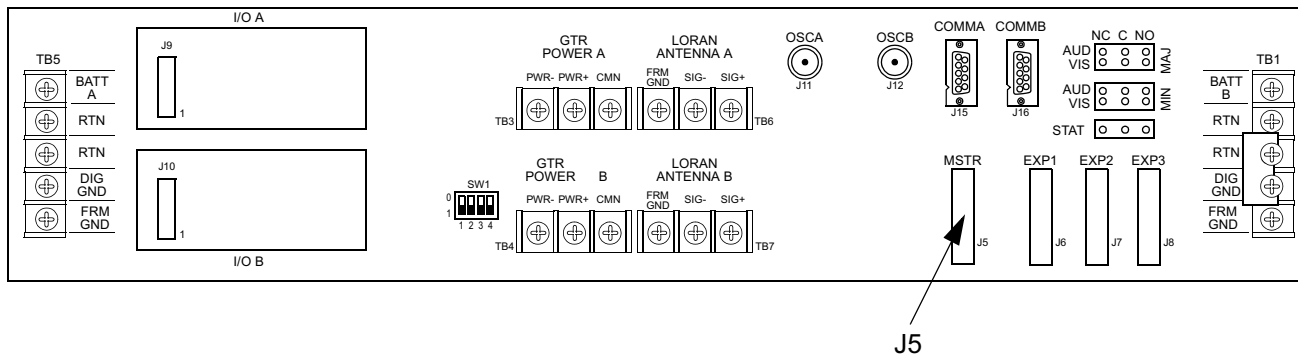 I/O A
J9
1
TB5
BATT
A
RTN
RTN
DIG
GND
FRM
GND
J10
1
I/O B
GTR
POWER A
PWR- PWR+ CMN
TB3
LORAN
ANTENNA A
FRM
GND
SIG- SIG+
TB6
SW1
0
1
1 2 3 4
GTR
POWER B
PWR- PWR+ CMN
TB4
LORAN
ANTENNA B
FRM
GND
SIG- SIG+
TB7
OSCA
J11
OSCB
J12
COMMA
J15
COMMB
J16
NC C NO
AUD
VIS
MAJ
AUD
VIS
MIN
STAT
MSTR
J5
EXP1
J6
EXP2
J7
EXP3
J8
TB1
BATT
B
RTN
RTN
DIG
GND
FRM
GND
J5